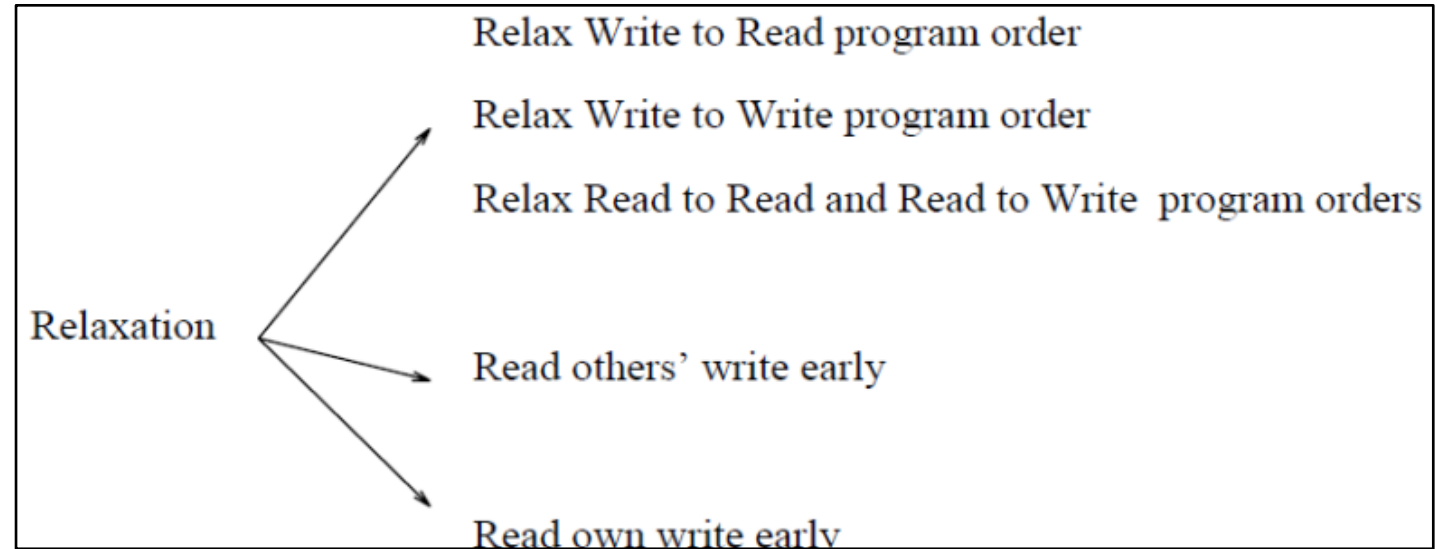 Relax Write to Read program order
Relax Write to Write program order
Relax Read to Read and Read to Write program orders
Relaxation
Read others’ write early
Read own write early